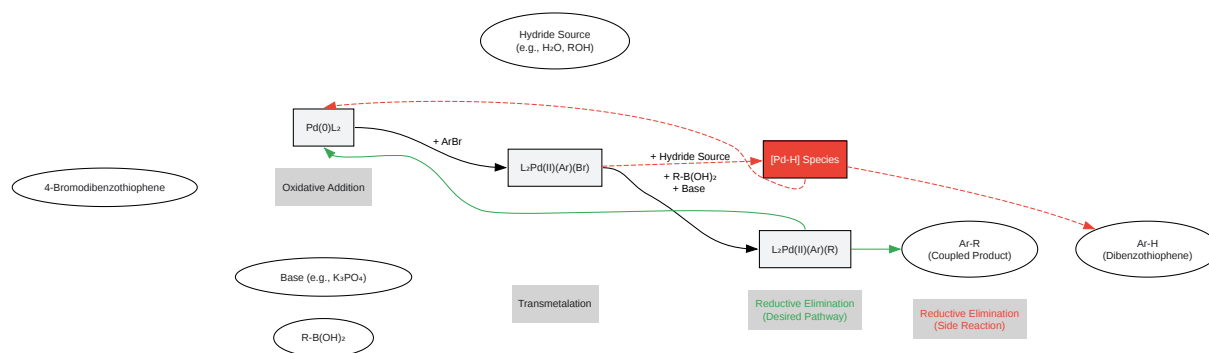 Hydride Source
(e.g., H₂O, ROH)
Pd(0)L₂
+ ArBr
L₂Pd(II)(Ar)(Br)
+ Hydride Source
[Pd-H] Species
+ R-B(OH)₂
+ Base
4-Bromodibenzothiophene
Oxidative Addition
L₂Pd(II)(Ar)(R)
Ar-R
(Coupled Product)
Ar-H
(Dibenzothiophene)
Base (e.g., K₃PO₄)
Transmetalation
Reductive Elimination
(Desired Pathway)
Reductive Elimination
(Side Reaction)
R-B(OH)₂